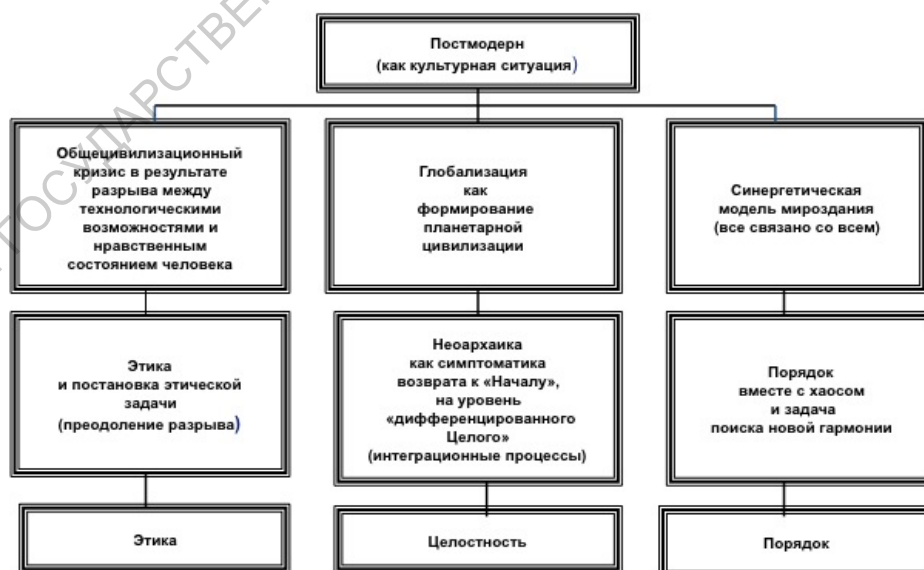 Постмодерн
(как культурная ситуация)
Общецивилизационный
кризис в результате
разрыва между
технологическими
возможностями и
нравственным
состоянием человека
Глобализация
как
формирование
планетарной
цивилизации
Синергетическая
модель мироздания
(все связано со всем)
Этика
и постановка этической
задачи
(преодоление разрыва)
Неоархаика
как симптоматика
возврата к «Началу»,
на уровень
«дифференцированного
Целого»
(интеграционные процессы)
Порядок
вместе с хаосом
и задача
поиска новой гармонии
Этика
Целостность
Порядок